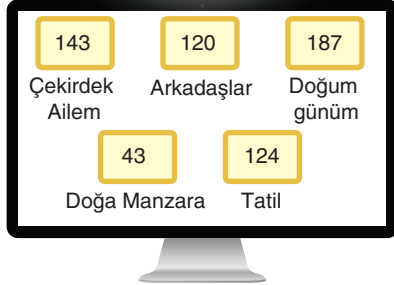 143 120 187
Çekirdek Arkadaşlar Doğum
Ailem günüm
43 124
Doğa Manzara Tatil